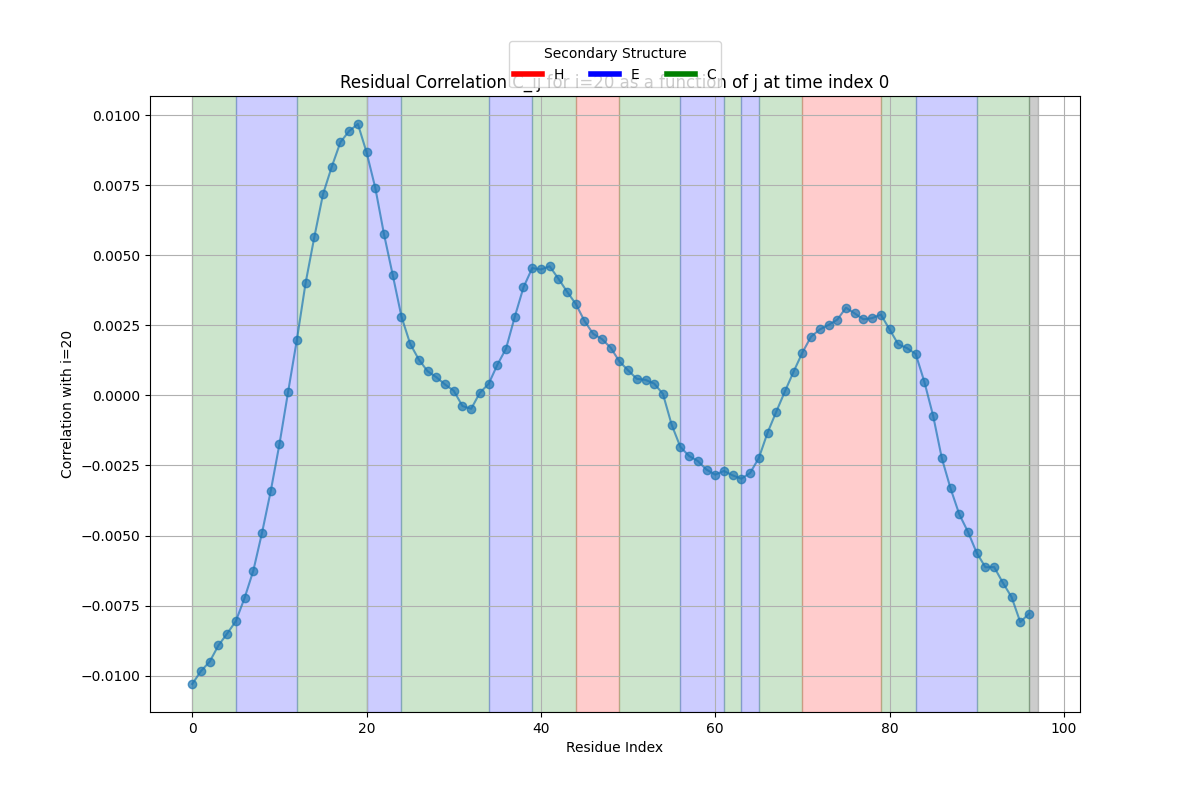 Secondary Structure
H E C
Residual Correlation C_ij for i=20 as a function of j at time index 0
0.0100
0.0075
0.0050
0.0025
0.0000
−0.0025
−0.0050
−0.0075
−0.0100
Correlation with i=20
0 20 40 60 80 100
Residue Index